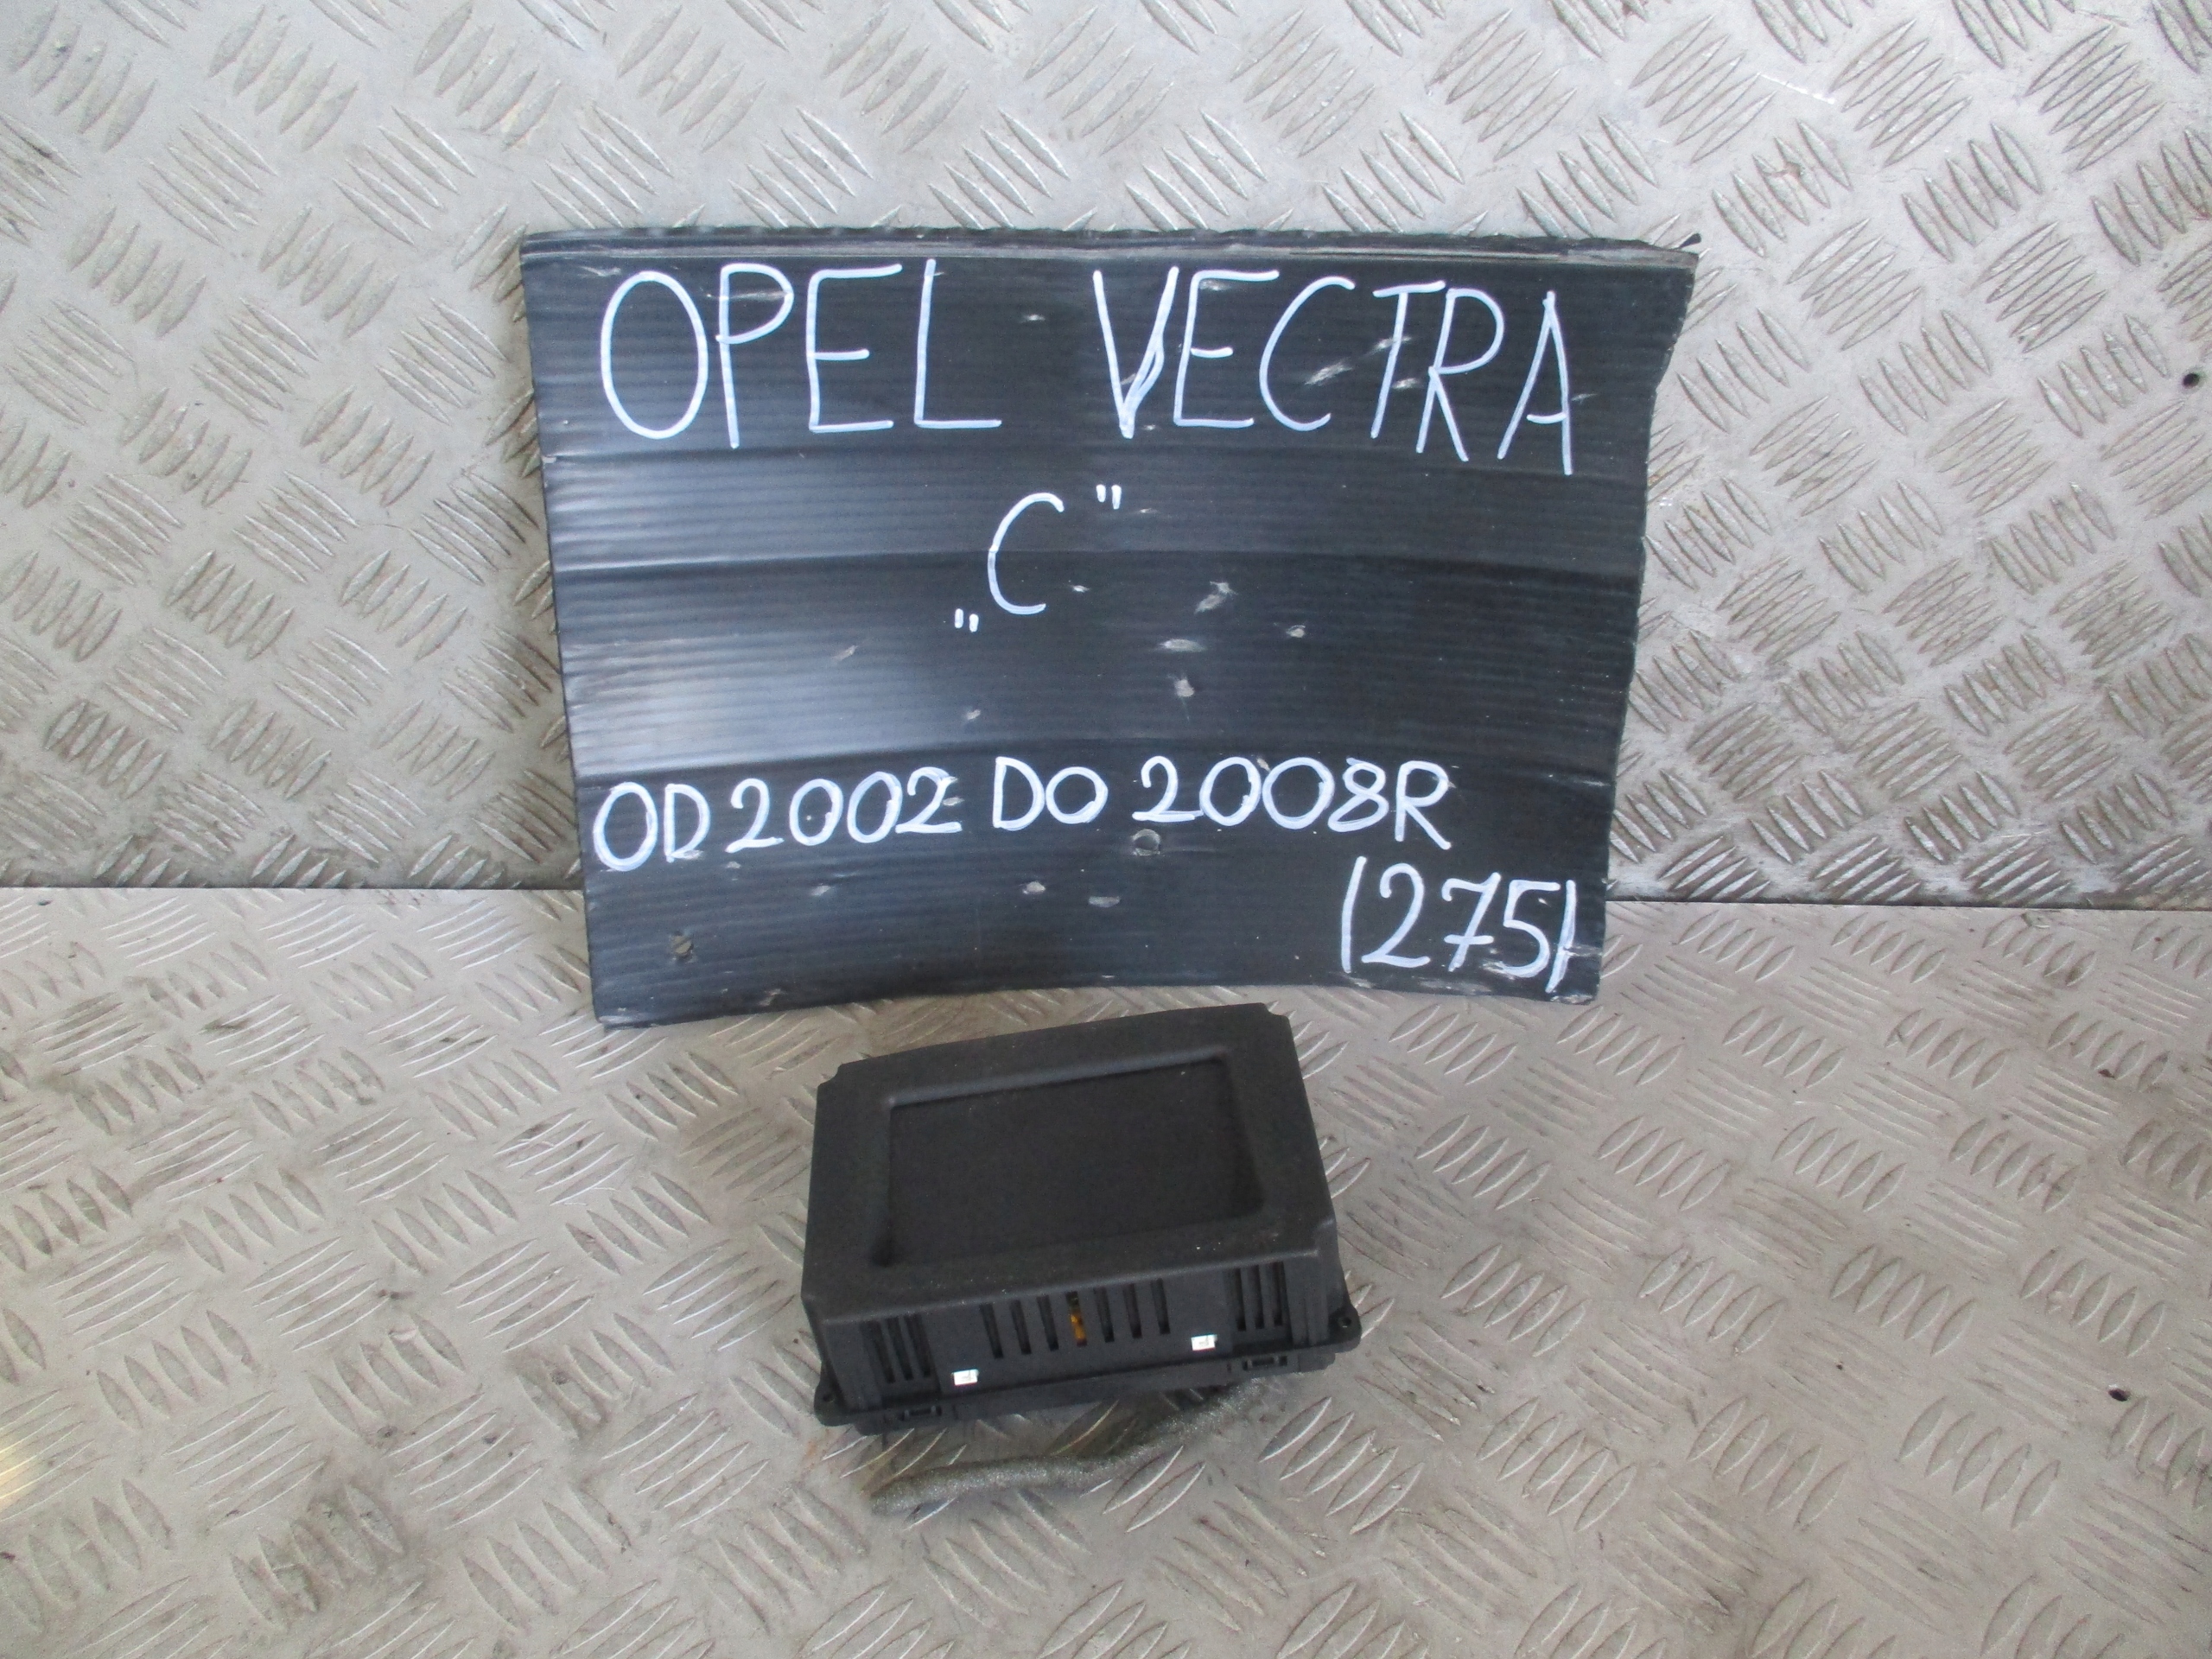 OPEL VECTRA
„C"
OD 2002 DO 2008R
(275)